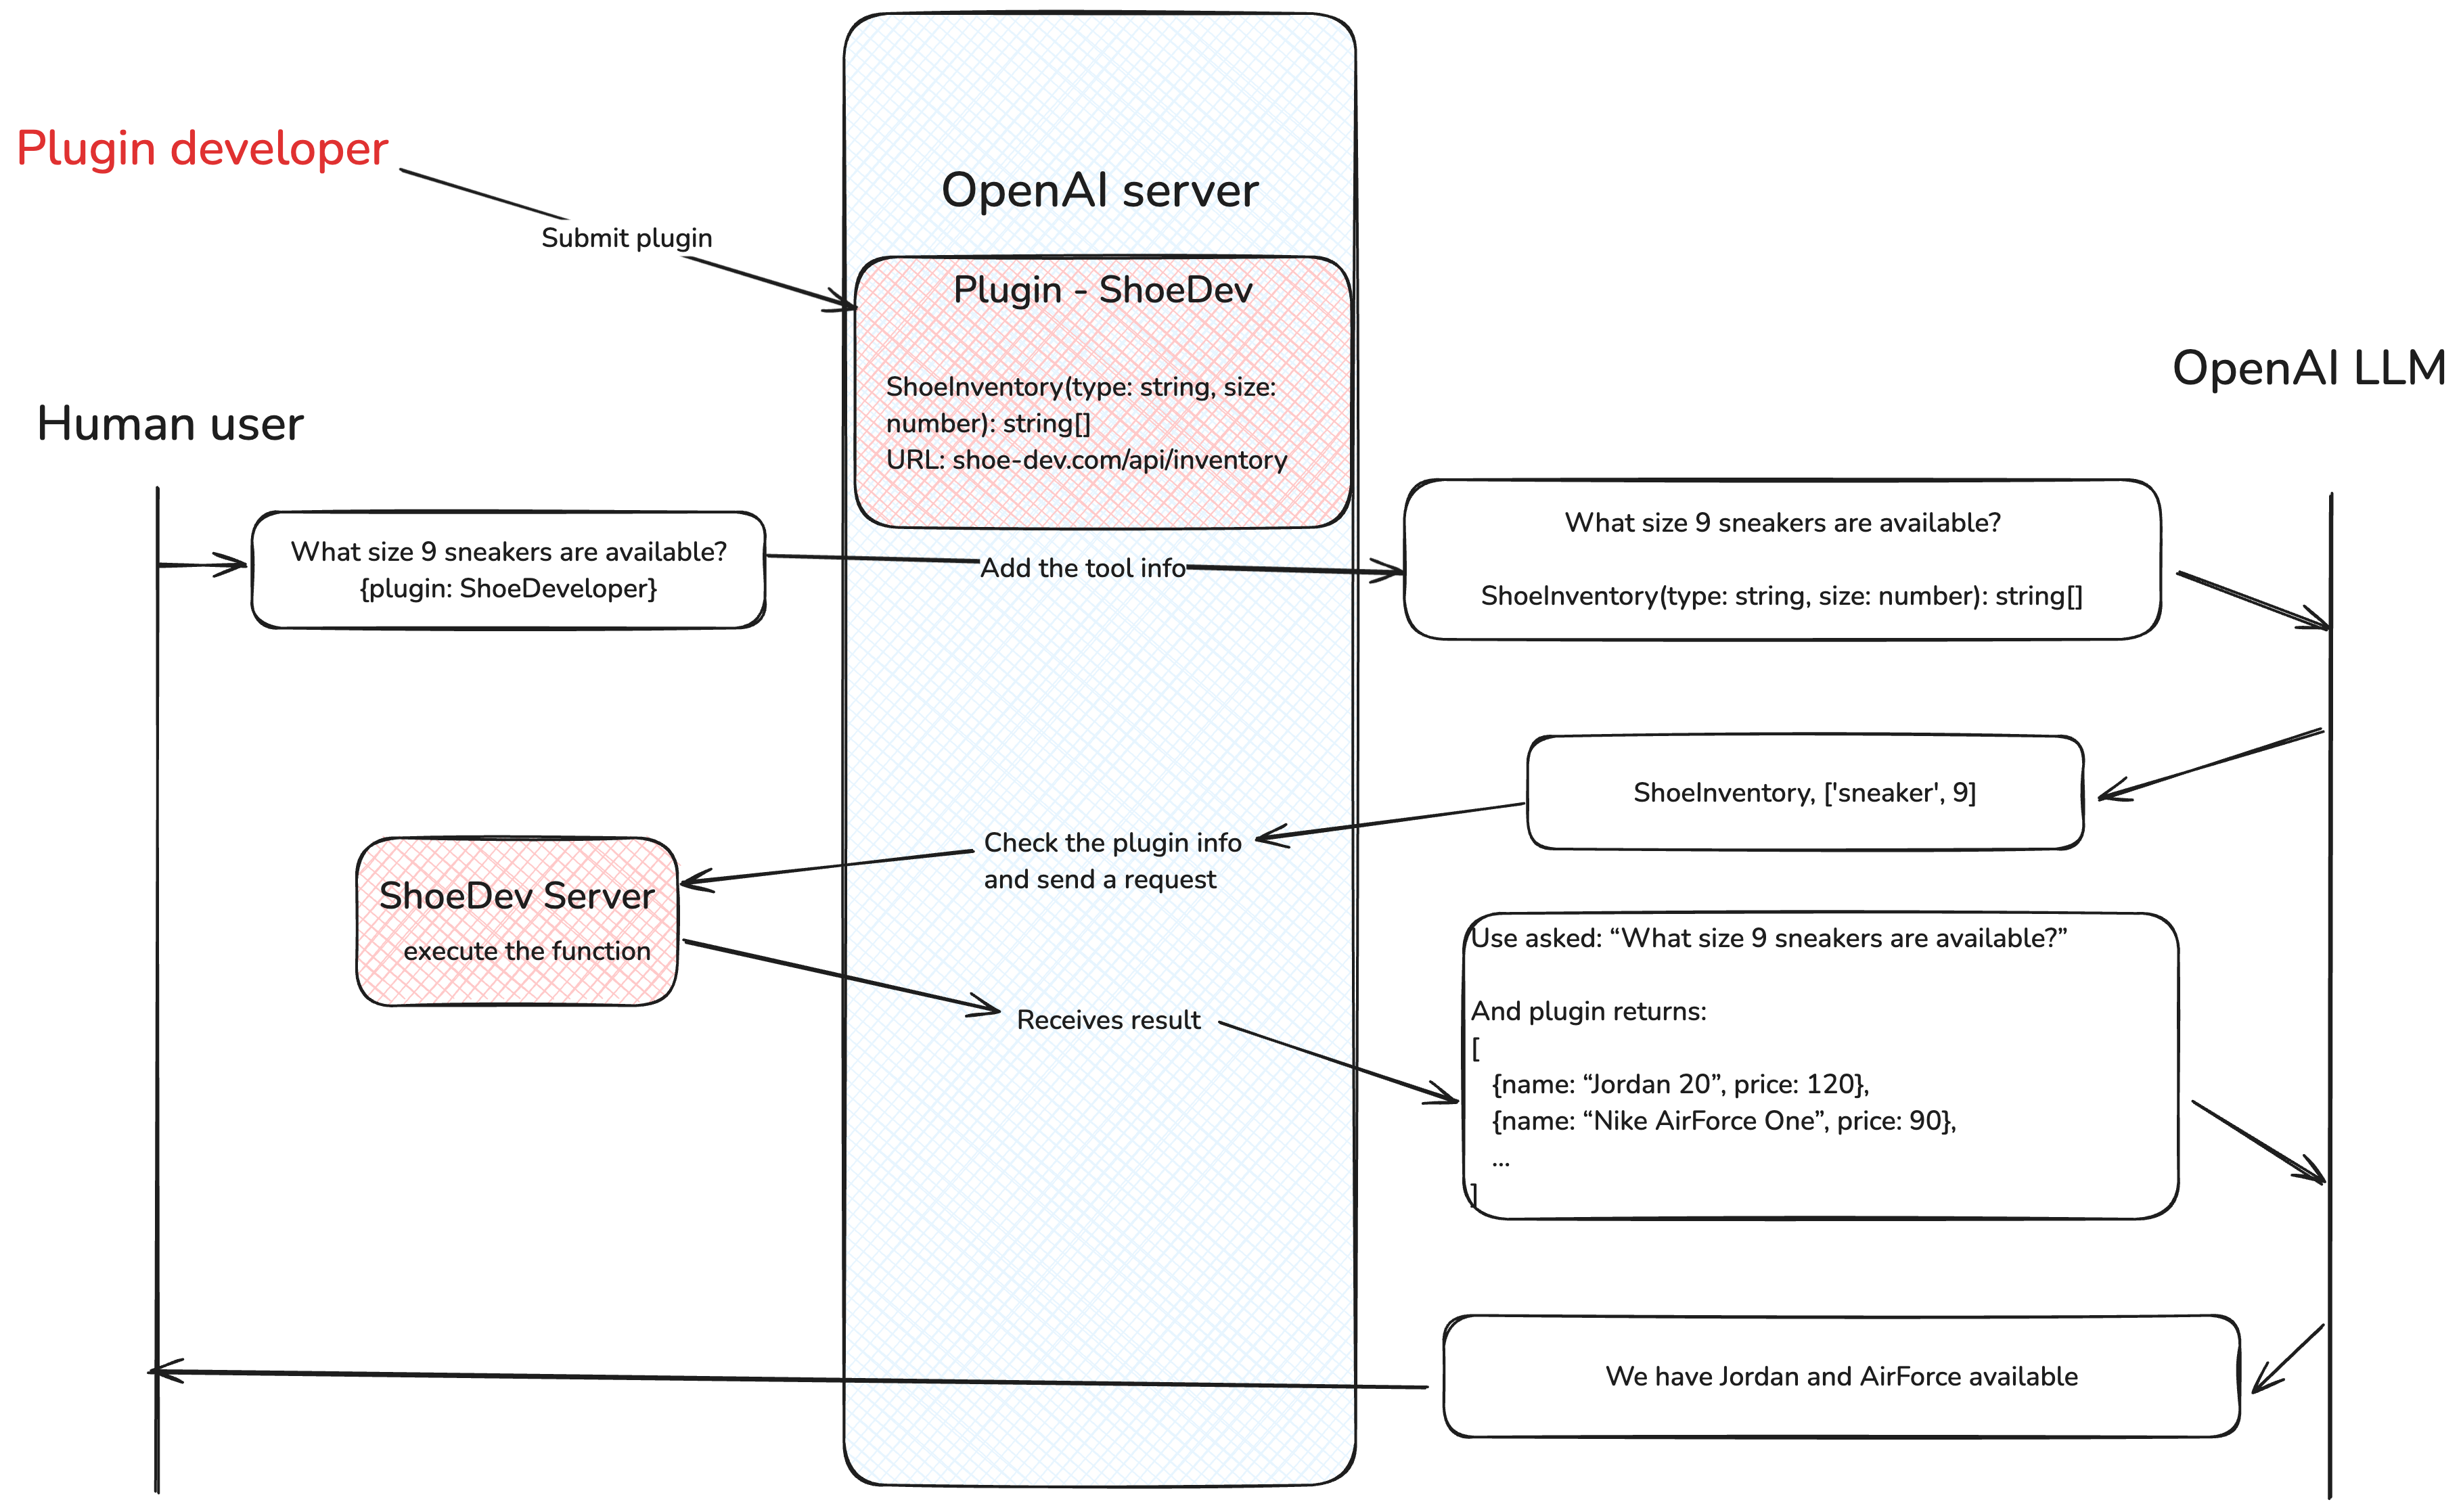 Plugin developer
Submit plugin
OpenAI server
Plugin - ShoeDev
ShoeInventory(type: string, size:
number): string[]
URL: shoe-dev.com/api/inventory
Human user
OpenAI LLM
What size 9 sneakers are available?
{plugin: ShoeDeveloper}
Add the tool info
What size 9 sneakers are available?
ShoeInventory(type: string, size: number): string[]
ShoeInventory, ['sneaker', 9]
Check the plugin info
and send a request
ShoeDev Server
execute the function
Receives result
Use asked: “What size 9 sneakers are available?”
And plugin returns:
[
{name: “Jordan 20”, price: 120},
{name: “Nike AirForce One”, price: 90},
...
]
We have Jordan and AirForce available